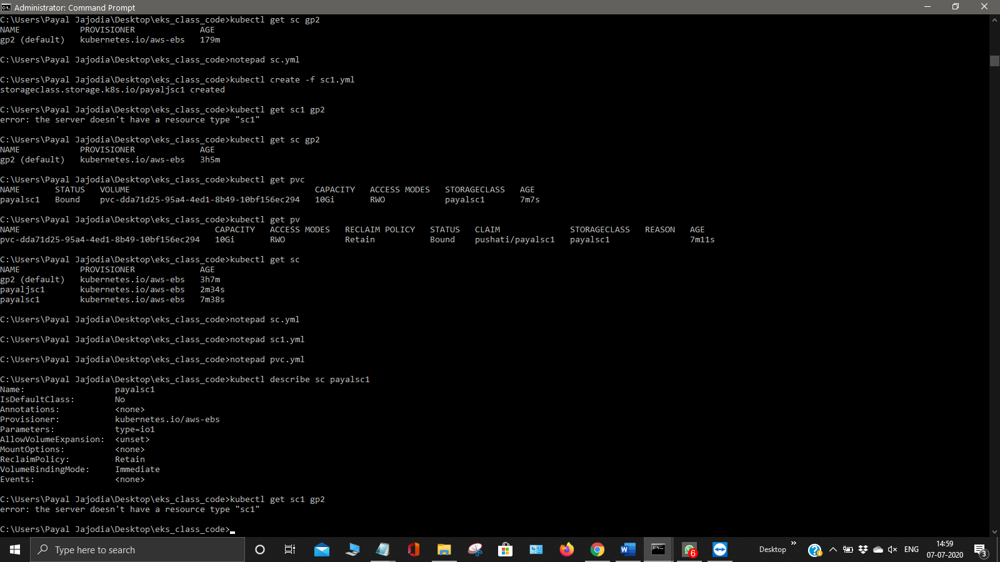 Administrator: Command Prompt
C:\Users\Payal Jajodia\Desktop\eks_class_code>kubectl get sc gp2
NAME PROVISIONER AGE
gp2 (default) kubernetes.io/aws-ebs 179m
C:\Users\Payal Jajodia\Desktop\eks_class_code>notepad sc.yml
C:\Users\Payal Jajodia\Desktop\eks_class_code>kubectl create -f sc1.yml
storageclass.storage.k8s.io/payaljsc1 created
C:\Users\Payal Jajodia\Desktop\eks_class_code>kubectl get sc1 gp2
error: the server doesn't have a resource type "sc1"
C:\Users\Payal Jajodia\Desktop\eks_class_code>kubectl get sc gp2
NAME PROVISIONER AGE
gp2 (default) kubernetes.io/aws-ebs 3h5m
C:\Users\Payal Jajodia\Desktop\eks_class_code>kubectl get pvc
NAME STATUS VOLUME CAPACITY ACCESS MODES STORAGECLASS AGE
payalsc1 Bound pvc-dda71d25-95a4-4ed1-8b49-10bf156ec294 10Gi RWO payalsc1 7m7s
C:\Users\Payal Jajodia\Desktop\eks_class_code>kubectl get pv
NAME CAPACITY ACCESS MODES RECLAIM POLICY STATUS CLAIM STORAGECLASS REASON AGE
pvc-dda71d25-95a4-4ed1-8b49-10bf156ec294 10Gi RWO Retain Bound pushati/payalsc1 payalsc1 7m11s
C:\Users\Payal Jajodia\Desktop\eks_class_code>kubectl get sc
NAME PROVISIONER AGE
gp2 (default) kubernetes.io/aws-ebs 3h7m
payaljsc1 kubernetes.io/aws-ebs 2m34s
payalsc1 kubernetes.io/aws-ebs 7m38s
C:\Users\Payal Jajodia\Desktop\eks_class_code>notepad sc.yml
C:\Users\Payal Jajodia\Desktop\eks_class_code>notepad sc1.yml
C:\Users\Payal Jajodia\Desktop\eks_class_code>notepad pvc.yml
C:\Users\Payal Jajodia\Desktop\eks_class_code>kubectl describe sc payalsc1
Name: payalsc1
IsDefaultClass: No
Annotations: <none>
Provisioner: kubernetes.io/aws-ebs
Parameters: type=io1
AllowVolumeExpansion: <unset>
MountOptions: <none>
ReclaimPolicy: Retain
VolumeBindingMode: Immediate
Events: <none>
C:\Users\Payal Jajodia\Desktop\eks_class_code>kubectl get sc1 gp2
error: the server doesn't have a resource type "sc1"
C:\Users\Payal Jajodia\Desktop\eks_class_code>
Type here to search
6
Desktop
ENG
14:59
07-07-2020
3